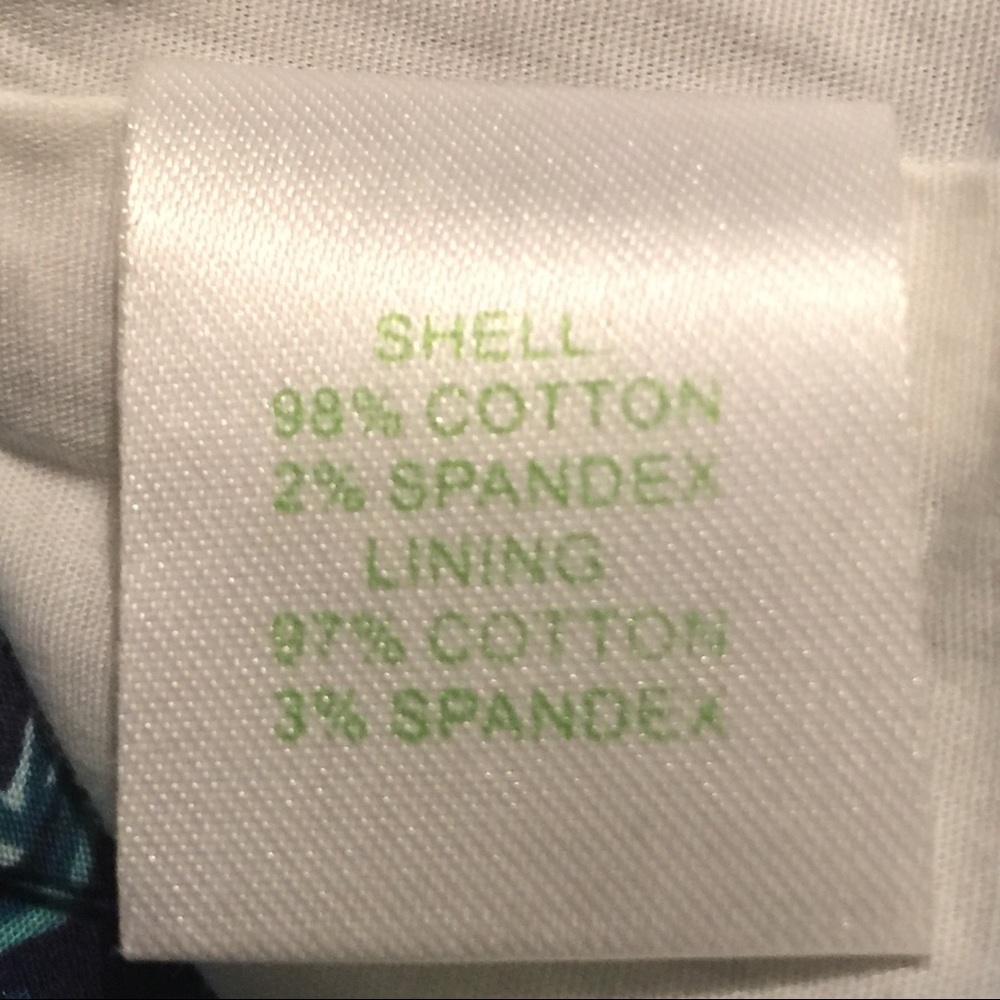 SHELL
98% COTTON
2% SPANDEX
LINING
97% COTTON
3% SPANDEX